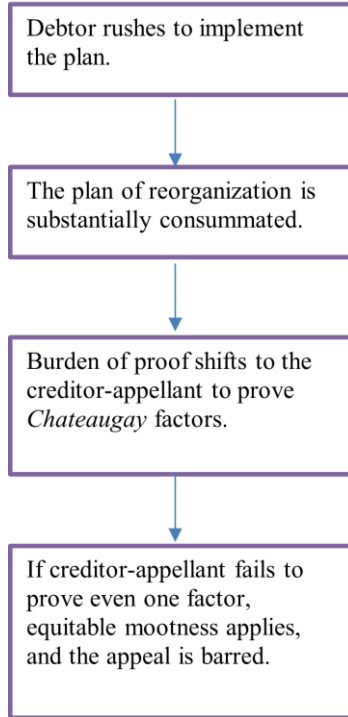 Debtor rushes to implement
the plan.
The plan of reorganization is
substantially consummated.
Burden of proof shifts to the
creditor-appellant to prove
Chateaugay factors.
If creditor-appellant fails to
prove even one factor,
equitable mootness applies,
and the appeal is barred.